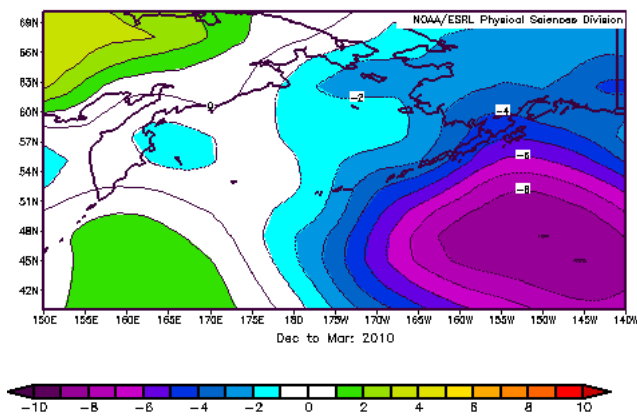 NOAA/ESRL Physical Sciences Division
69N
66N
63N
60N
57N
54N
51N
48N
45N
42N
0
-2
-4
-6
-8
150E 155E 160E 165E 170E 175E 180 175W 170W 165W 160W 155W 150W 145W 140W
Dec to Mar: 2010
-10 -8 -6 -4 -2 0 2 4 6 8 10